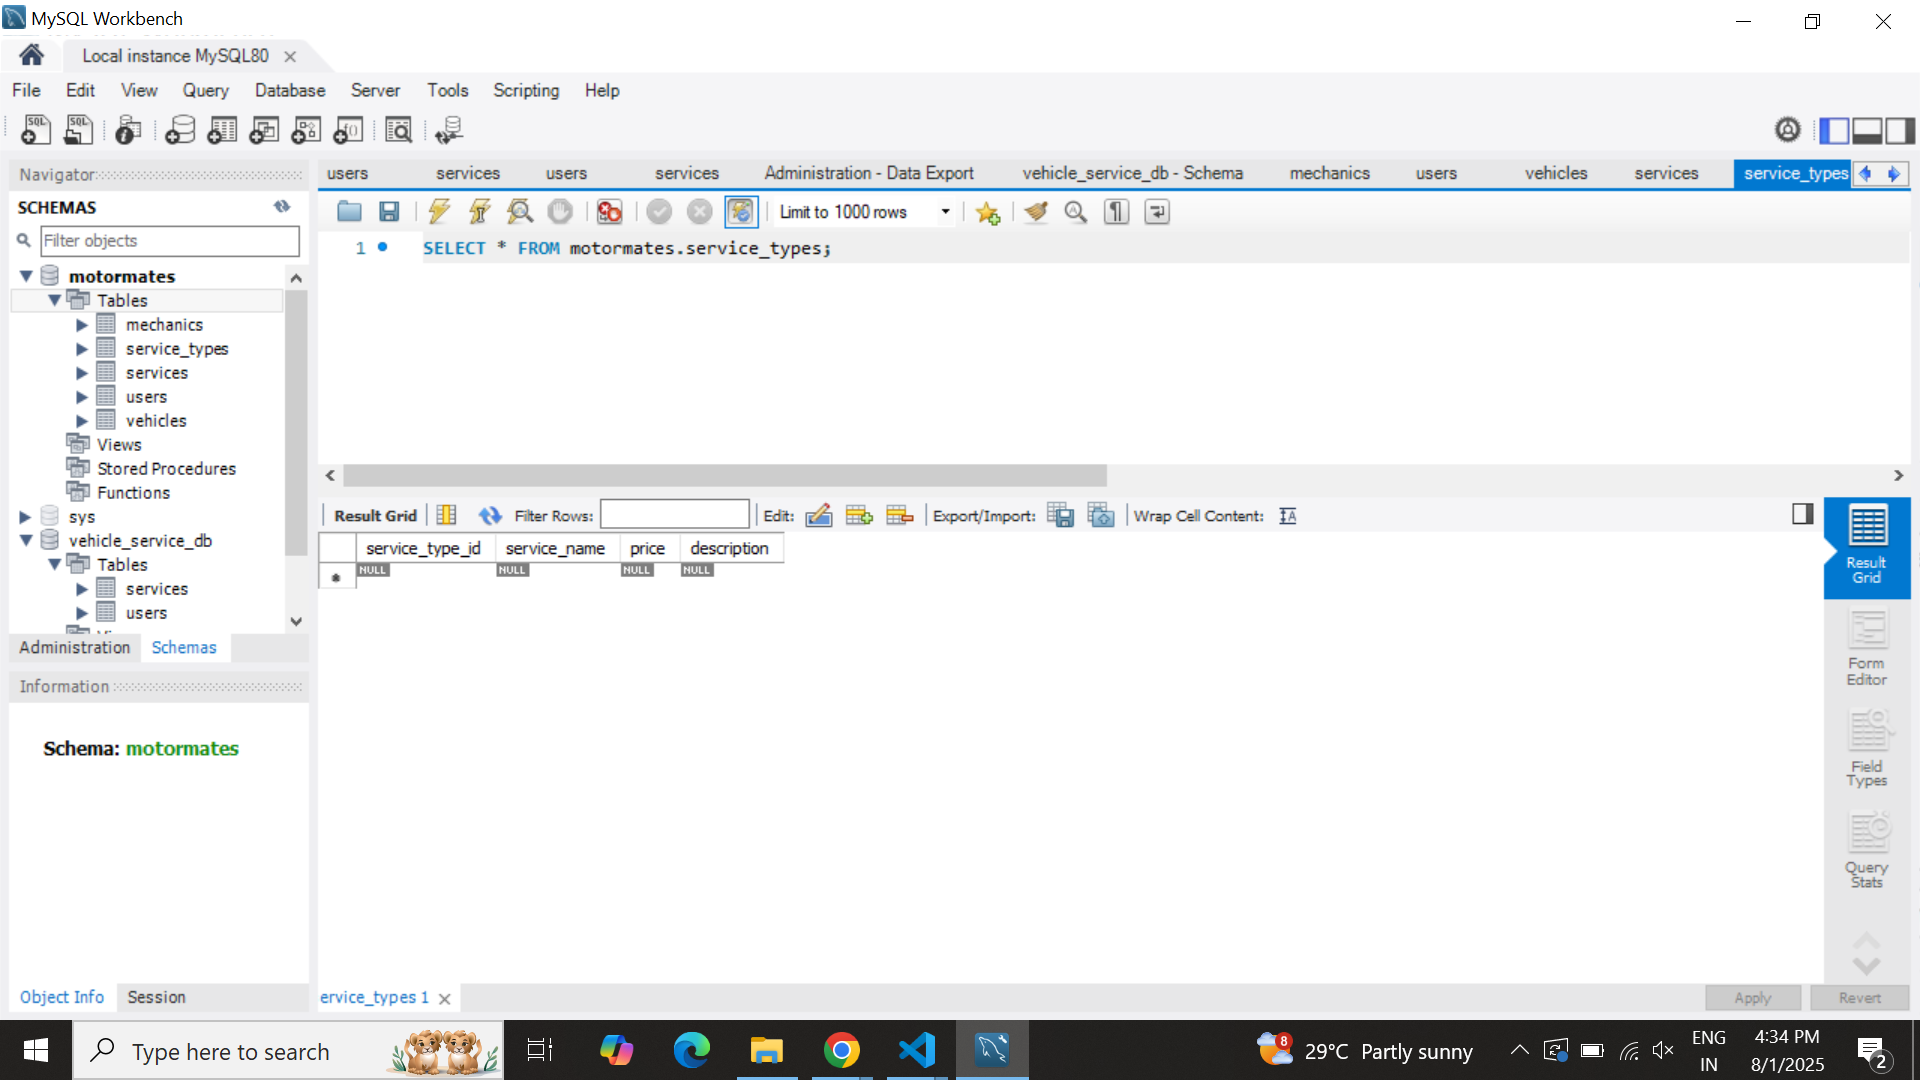 MySQL Workbench
Local instance MySQL80
File Edit View Query Database Server Tools Scripting Help
Navigator
SCHEMAS
Filter objects
motormates
Tables
mechanics
service_types
services
users
vehicles
Views
Stored Procedures
Functions
sys
vehicle_service_db
Tables
services
users
Administration Schemas
Information
Schema: motormates
Object Info Session
users services users services Administration - Data Export vehicle_service_db - Schema mechanics users vehicles services service_types
Limit to 1000 rows
1 SELECT * FROM motormates.service_types;
Result Grid Filter Rows: Edit: Export/Import: Wrap Cell Content:
service_type_id service_name price description
NULL NULL NULL NULL
Result Grid
Form Editor
Field Types
Query Stats
ervice_types 1
Apply Revert
Type here to search
8
29°C Partly sunny
ENG
IN
4:34 PM
8/1/2025
2